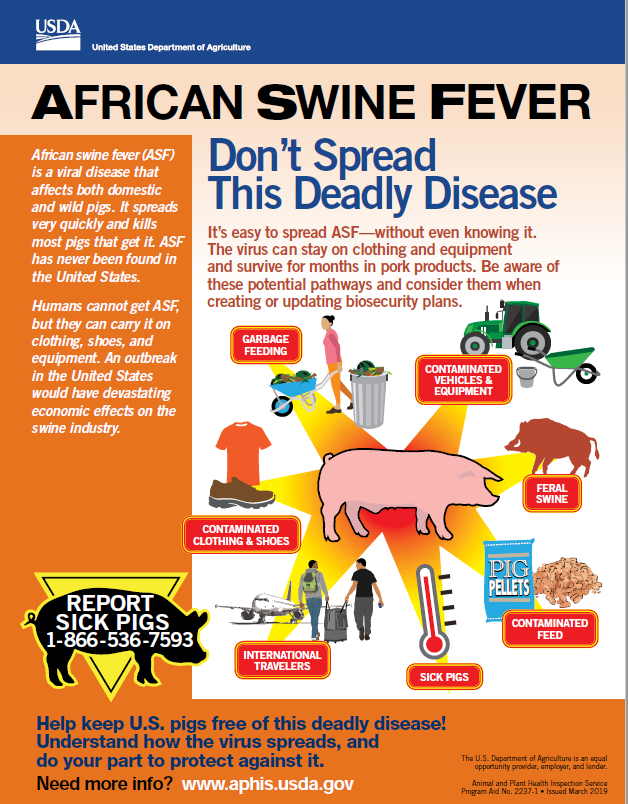 USDA
United States Department of Agriculture
AFRICAN SWINE FEVER
African swine fever (ASF)
is a viral disease that
affects both domestic
and wild pigs. It spreads
very quickly and kills
most pigs that get it. ASF
has never been found in
the United States.
Humans cannot get ASF,
but they can carry it on
clothing, shoes, and
equipment. An outbreak
in the United States
would have devastating
economic effects on the
swine industry.
Don't Spread
This Deadly Disease
It's easy to spread ASF—without even knowing it.
The virus can stay on clothing and equipment
and survive for months in pork products. Be aware of
these potential pathways and consider them when
creating or updating biosecurity plans.
GARBAGE
FEEDING
CONTAMINATED
VEHICLES &
EQUIPMENT
FERAL
SWINE
CONTAMINATED
CLOTHING & SHOES
PIG
PELLETS
CONTAMINATED
FEED
INTERNATIONAL
TRAVELERS
SICK PIGS
REPORT
SICK PIGS
1-866-536-7593
Help keep U.S. pigs free of this deadly disease!
Understand how the virus spreads, and
do your part to protect against it.
Need more info? www.aphis.usda.gov
The U.S. Department of Agriculture is an equal
opportunity provider, employer, and lender.
Animal and Plant Health Inspection Service
Program Aid No. 2237-1 • Issued March 2019